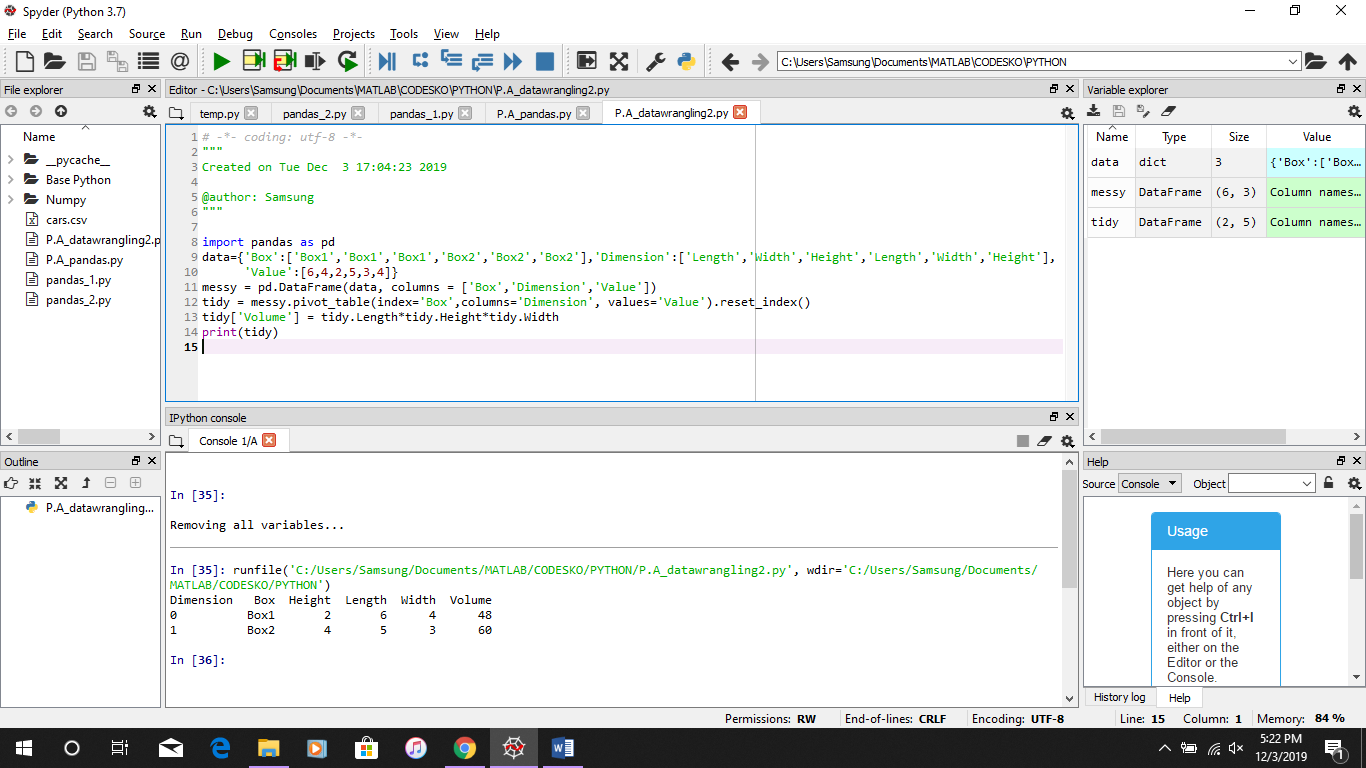 Spyder (Python 3.7)
File Edit Search Source Run Debug Consoles Projects Tools View Help
C:\Users\Samsung\Documents\MATLAB\CODESKO\PYTHON
File explorer
Name
__pycache__
Base Python
Numpy
cars.csv
P.A_datawrangling2.p
P.A_pandas.py
pandas_1.py
pandas_2.py
Outline
P.A_datawrangling...
Editor - C:\Users\Samsung\Documents\MATLAB\CODESKO\PYTHON\P.A_datawrangling2.py
temp.py pandas_2.py pandas_1.py P.A_pandas.py P.A_datawrangling2.py
1 # -*- coding: utf-8 -*-
2 """
3 Created on Tue Dec  3 17:04:23 2019
4
5 @author: Samsung
6 """
7
8 import pandas as pd
9 data={'Box':['Box1','Box1','Box1','Box2','Box2','Box2'],'Dimension':['Length','Width','Height','Length','Width','Height'],
10 'Value':[6,4,2,5,3,4]}
11 messy = pd.DataFrame(data, columns = ['Box','Dimension','Value'])
12 tidy = messy.pivot_table(index='Box',columns='Dimension', values='Value').reset_index()
13 tidy['Volume'] = tidy.Length*tidy.Height*tidy.Width
14 print(tidy)
15
IPython console
Console 1/A
In [35]:
Removing all variables...
In [35]: runfile('C:/Users/Samsung/Documents/MATLAB/CODESKO/PYTHON/P.A_datawrangling2.py', wdir='C:/Users/Samsung/Documents/
MATLAB/CODESKO/PYTHON')
Dimension   Box  Height  Length  Width  Volume
0          Box1       2       6      4      48
1          Box2       4       5      3      60
In [36]:
Variable explorer
Name Type Size Value
data dict 3 {'Box':['Box...
messy DataFrame (6, 3) Column names...
tidy DataFrame (2, 5) Column names...
Help
Source Console Object
Usage
Here you can
get help of any
object by
pressing Ctrl+I
in front of it,
either on the
Editor or the
Console.
History log Help
Permissions: RW End-of-lines: CRLF Encoding: UTF-8 Line: 15 Column: 1 Memory: 84 %
5:22 PM
12/3/2019
1